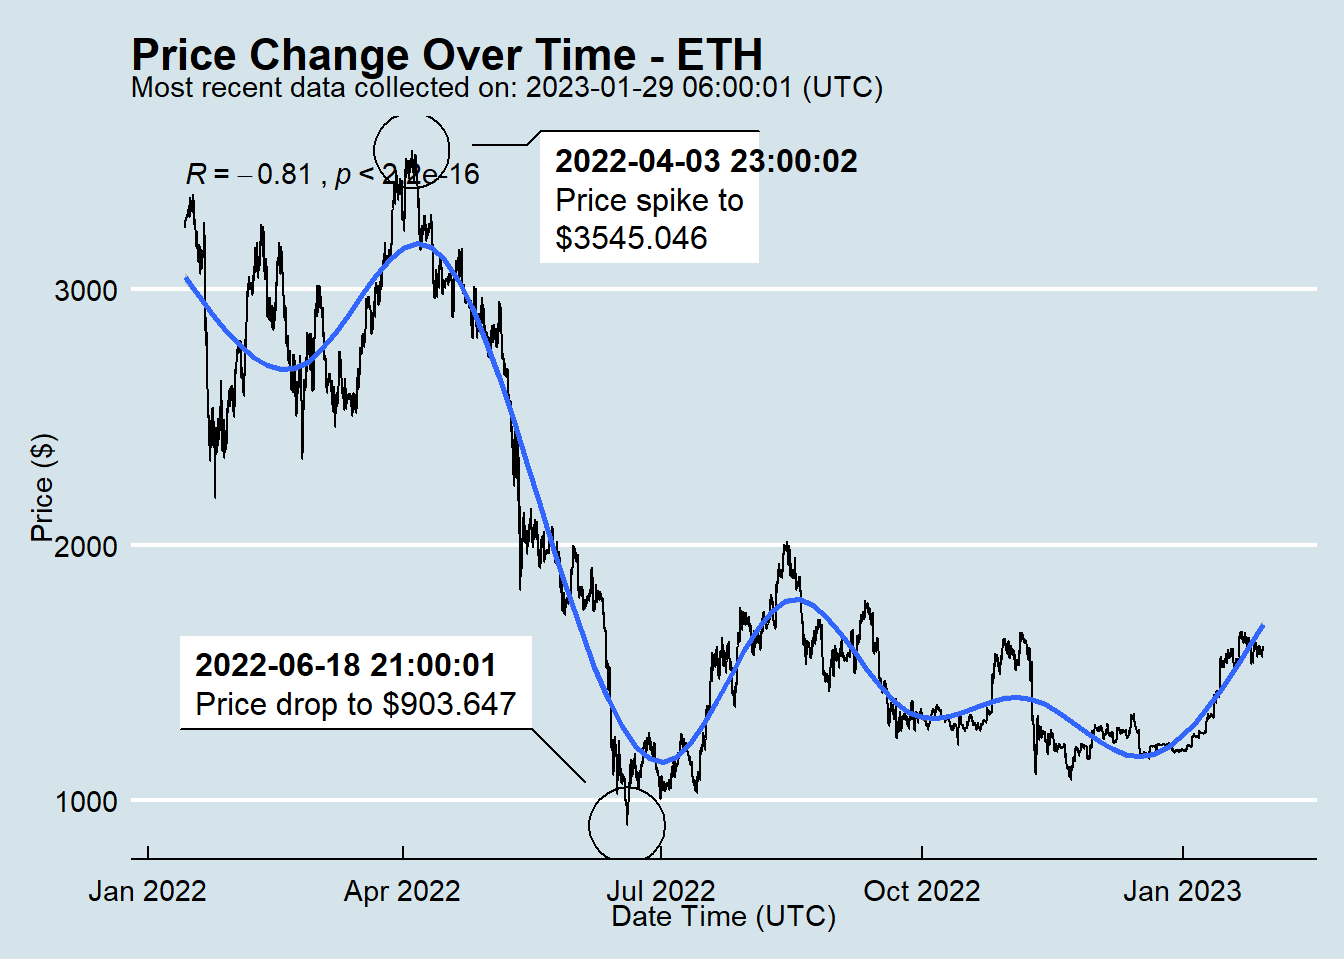 Price Change Over Time - ETH
Most recent data collected on: 2023-01-29 06:00:01 (UTC)
R = −0.81 , p < 2.2e-16
2022-04-03 23:00:02
Price spike to
$3545.046
3000
2000
1000
Price ($)
2022-06-18 21:00:01
Price drop to $903.647
Jan 2022
Apr 2022
Jul 2022
Oct 2022
Jan 2023
Date Time (UTC)